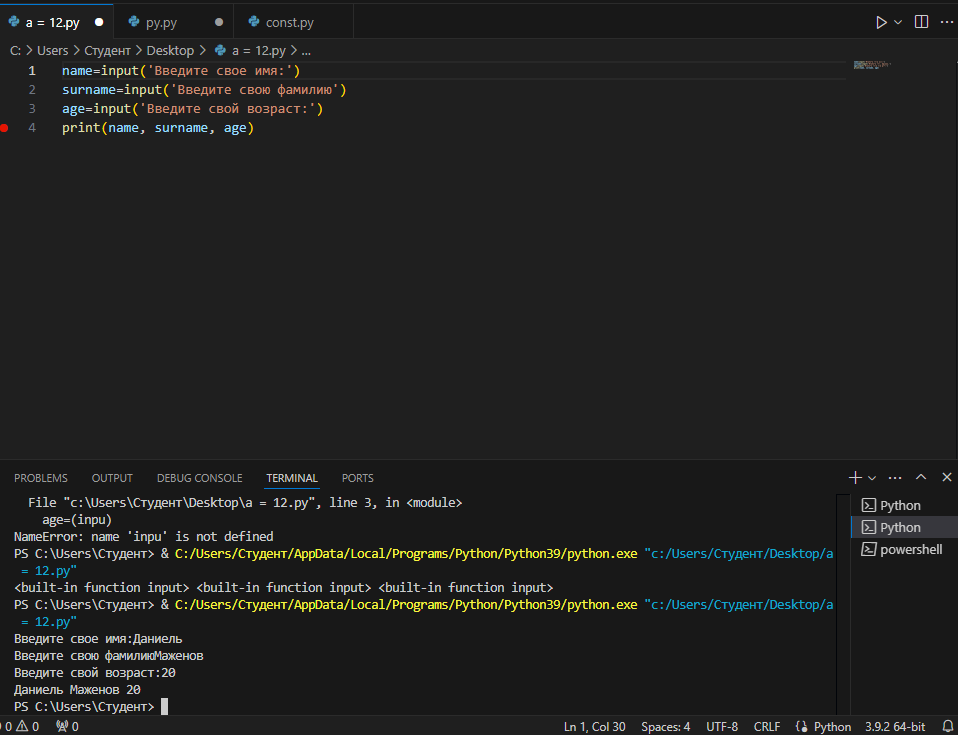 a = 12.py py.py const.py
C: > Users > Студент > Desktop > a = 12.py > ...
1 name=input('Введите свое имя:')
2 surname=input('Введите свою фамилию')
3 age=input('Введите свой возраст:')
4 print(name, surname, age)
PROBLEMS OUTPUT DEBUG CONSOLE TERMINAL PORTS
File "c:\Users\Студент\Desktop\a = 12.py", line 3, in <module>
age=(inpu)
NameError: name 'inpu' is not defined
PS C:\Users\Студент> & C:/Users/Студент/AppData/Local/Programs/Python/Python39/python.exe "c:/Users/Студент/Desktop/a
= 12.py"
<built-in function input> <built-in function input> <built-in function input>
PS C:\Users\Студент> & C:/Users/Студент/AppData/Local/Programs/Python/Python39/python.exe "c:/Users/Студент/Desktop/a
= 12.py"
Введите свое имя:Даниель
Введите свою фамилиюМаженов
Введите свой возраст:20
Даниель Маженов 20
PS C:\Users\Студент>
Python
Python
powershell
0 0 0 Ln 1, Col 30 Spaces: 4 UTF-8 CRLF Python 3.9.2 64-bit